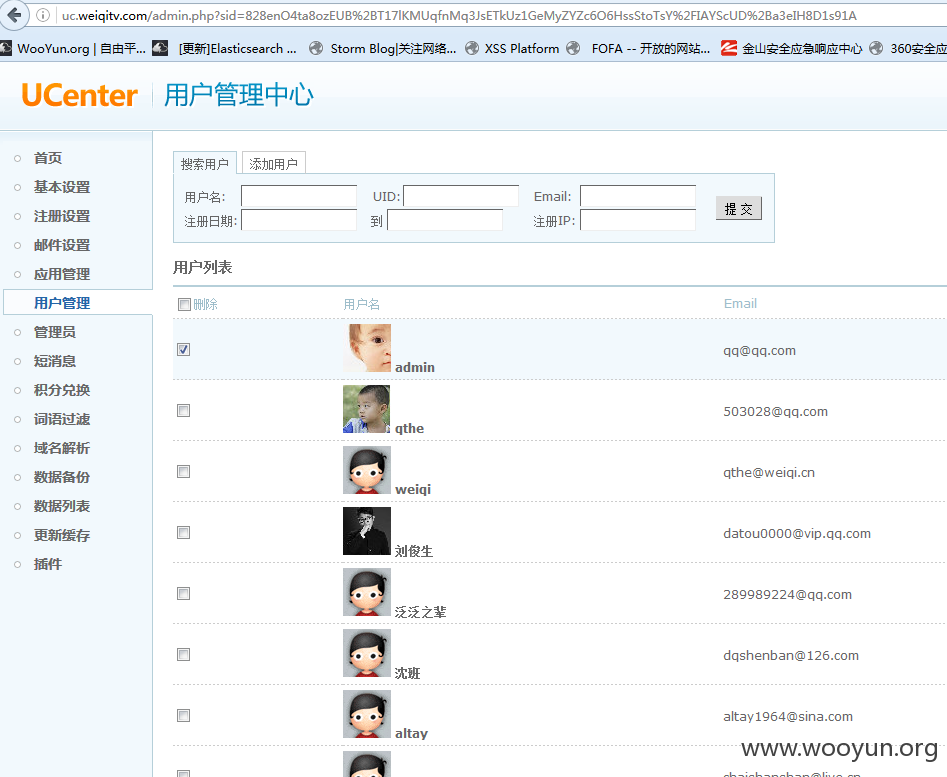 uc.weiqitv.com/admin.php?sid=828enO4ta8ozEUB%2BT17lKMUqfnMq3JsETkUz1GeMyZYZc6O6HssStoTsY%2FIAYScUD%2Ba3eIH8D1s91A
WooYun.org | 自由平... [更新]Elasticsearch ... Storm Blog|关注网络... XSS Platform FOFA -- 开放的网站... 金山安全应急响应中心 360安全应
UCenter 用户管理中心
首页
基本设置
注册设置
邮件设置
应用管理
用户管理
管理员
短消息
积分兑换
词语过滤
域名解析
数据备份
数据列表
更新缓存
插件
搜索用户 添加用户
用户名: UID: Email:
注册日期: 到 注册IP:
提 交
用户列表
删除 用户名 Email
admin qq@qq.com
qthe 503028@qq.com
weiqi qthe@weiqi.cn
刘俊生 datou0000@vip.qq.com
泛泛之辈 289989224@qq.com
沈班 dqshenban@126.com
altay altay1964@sina.com
www.wooyun.org